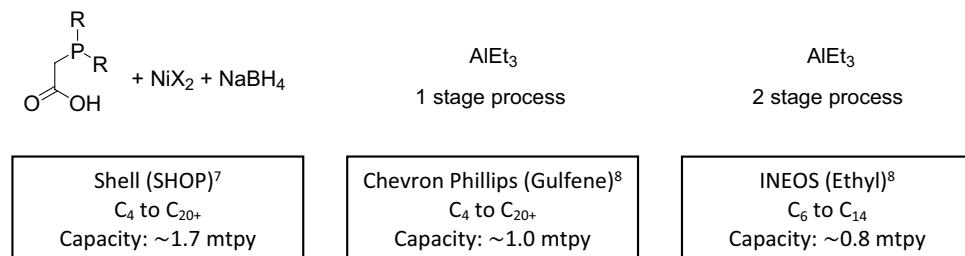 R
P
R
O
OH
+ NiX₂ + NaBH₄
AlEt₃
1 stage process
AlEt₃
2 stage process
Shell (SHOP)⁷
C₄ to C₂₀₊
Capacity: ~1.7 mtpy
Chevron Phillips (Gulfene)⁸
C₄ to C₂₀₊
Capacity: ~1.0 mtpy
INEOS (Ethyl)⁸
C₆ to C₁₄
Capacity: ~0.8 mtpy